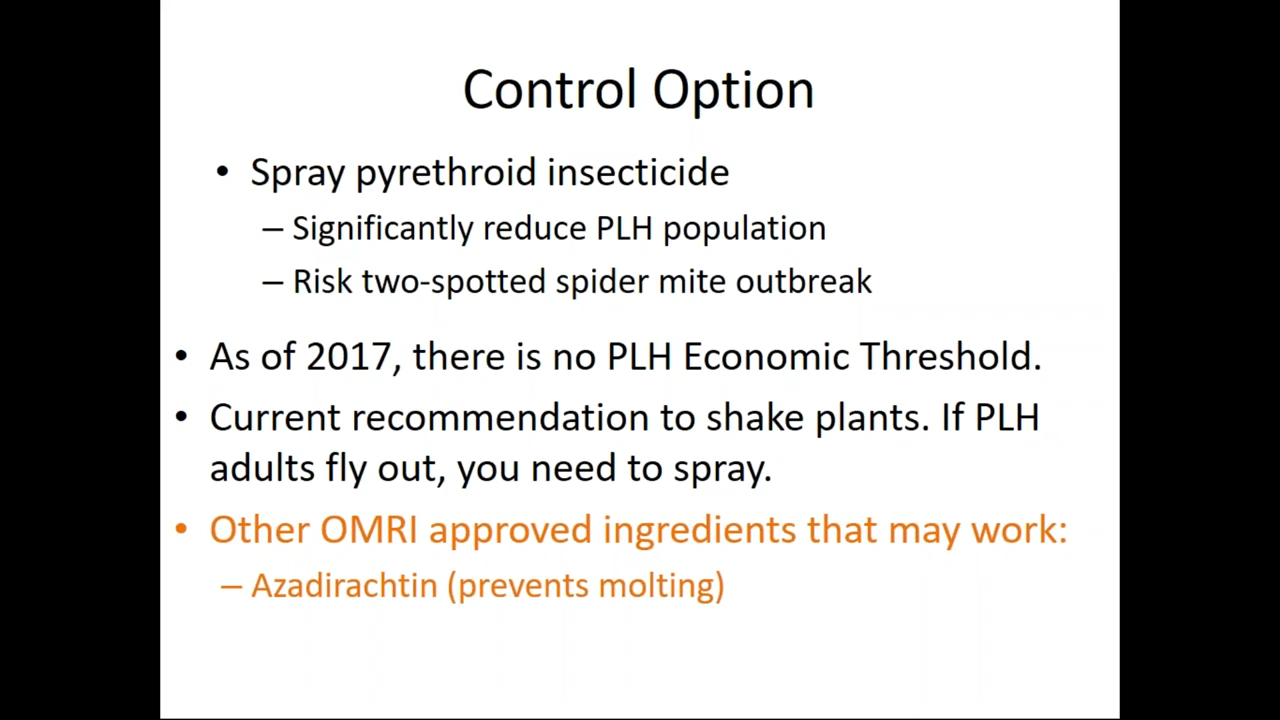 Control Option
• Spray pyrethroid insecticide
– Significantly reduce PLH population
– Risk two-spotted spider mite outbreak
• As of 2017, there is no PLH Economic Threshold.
• Current recommendation to shake plants. If PLH
adults fly out, you need to spray.
• Other OMRI approved ingredients that may work:
– Azadirachtin (prevents molting)